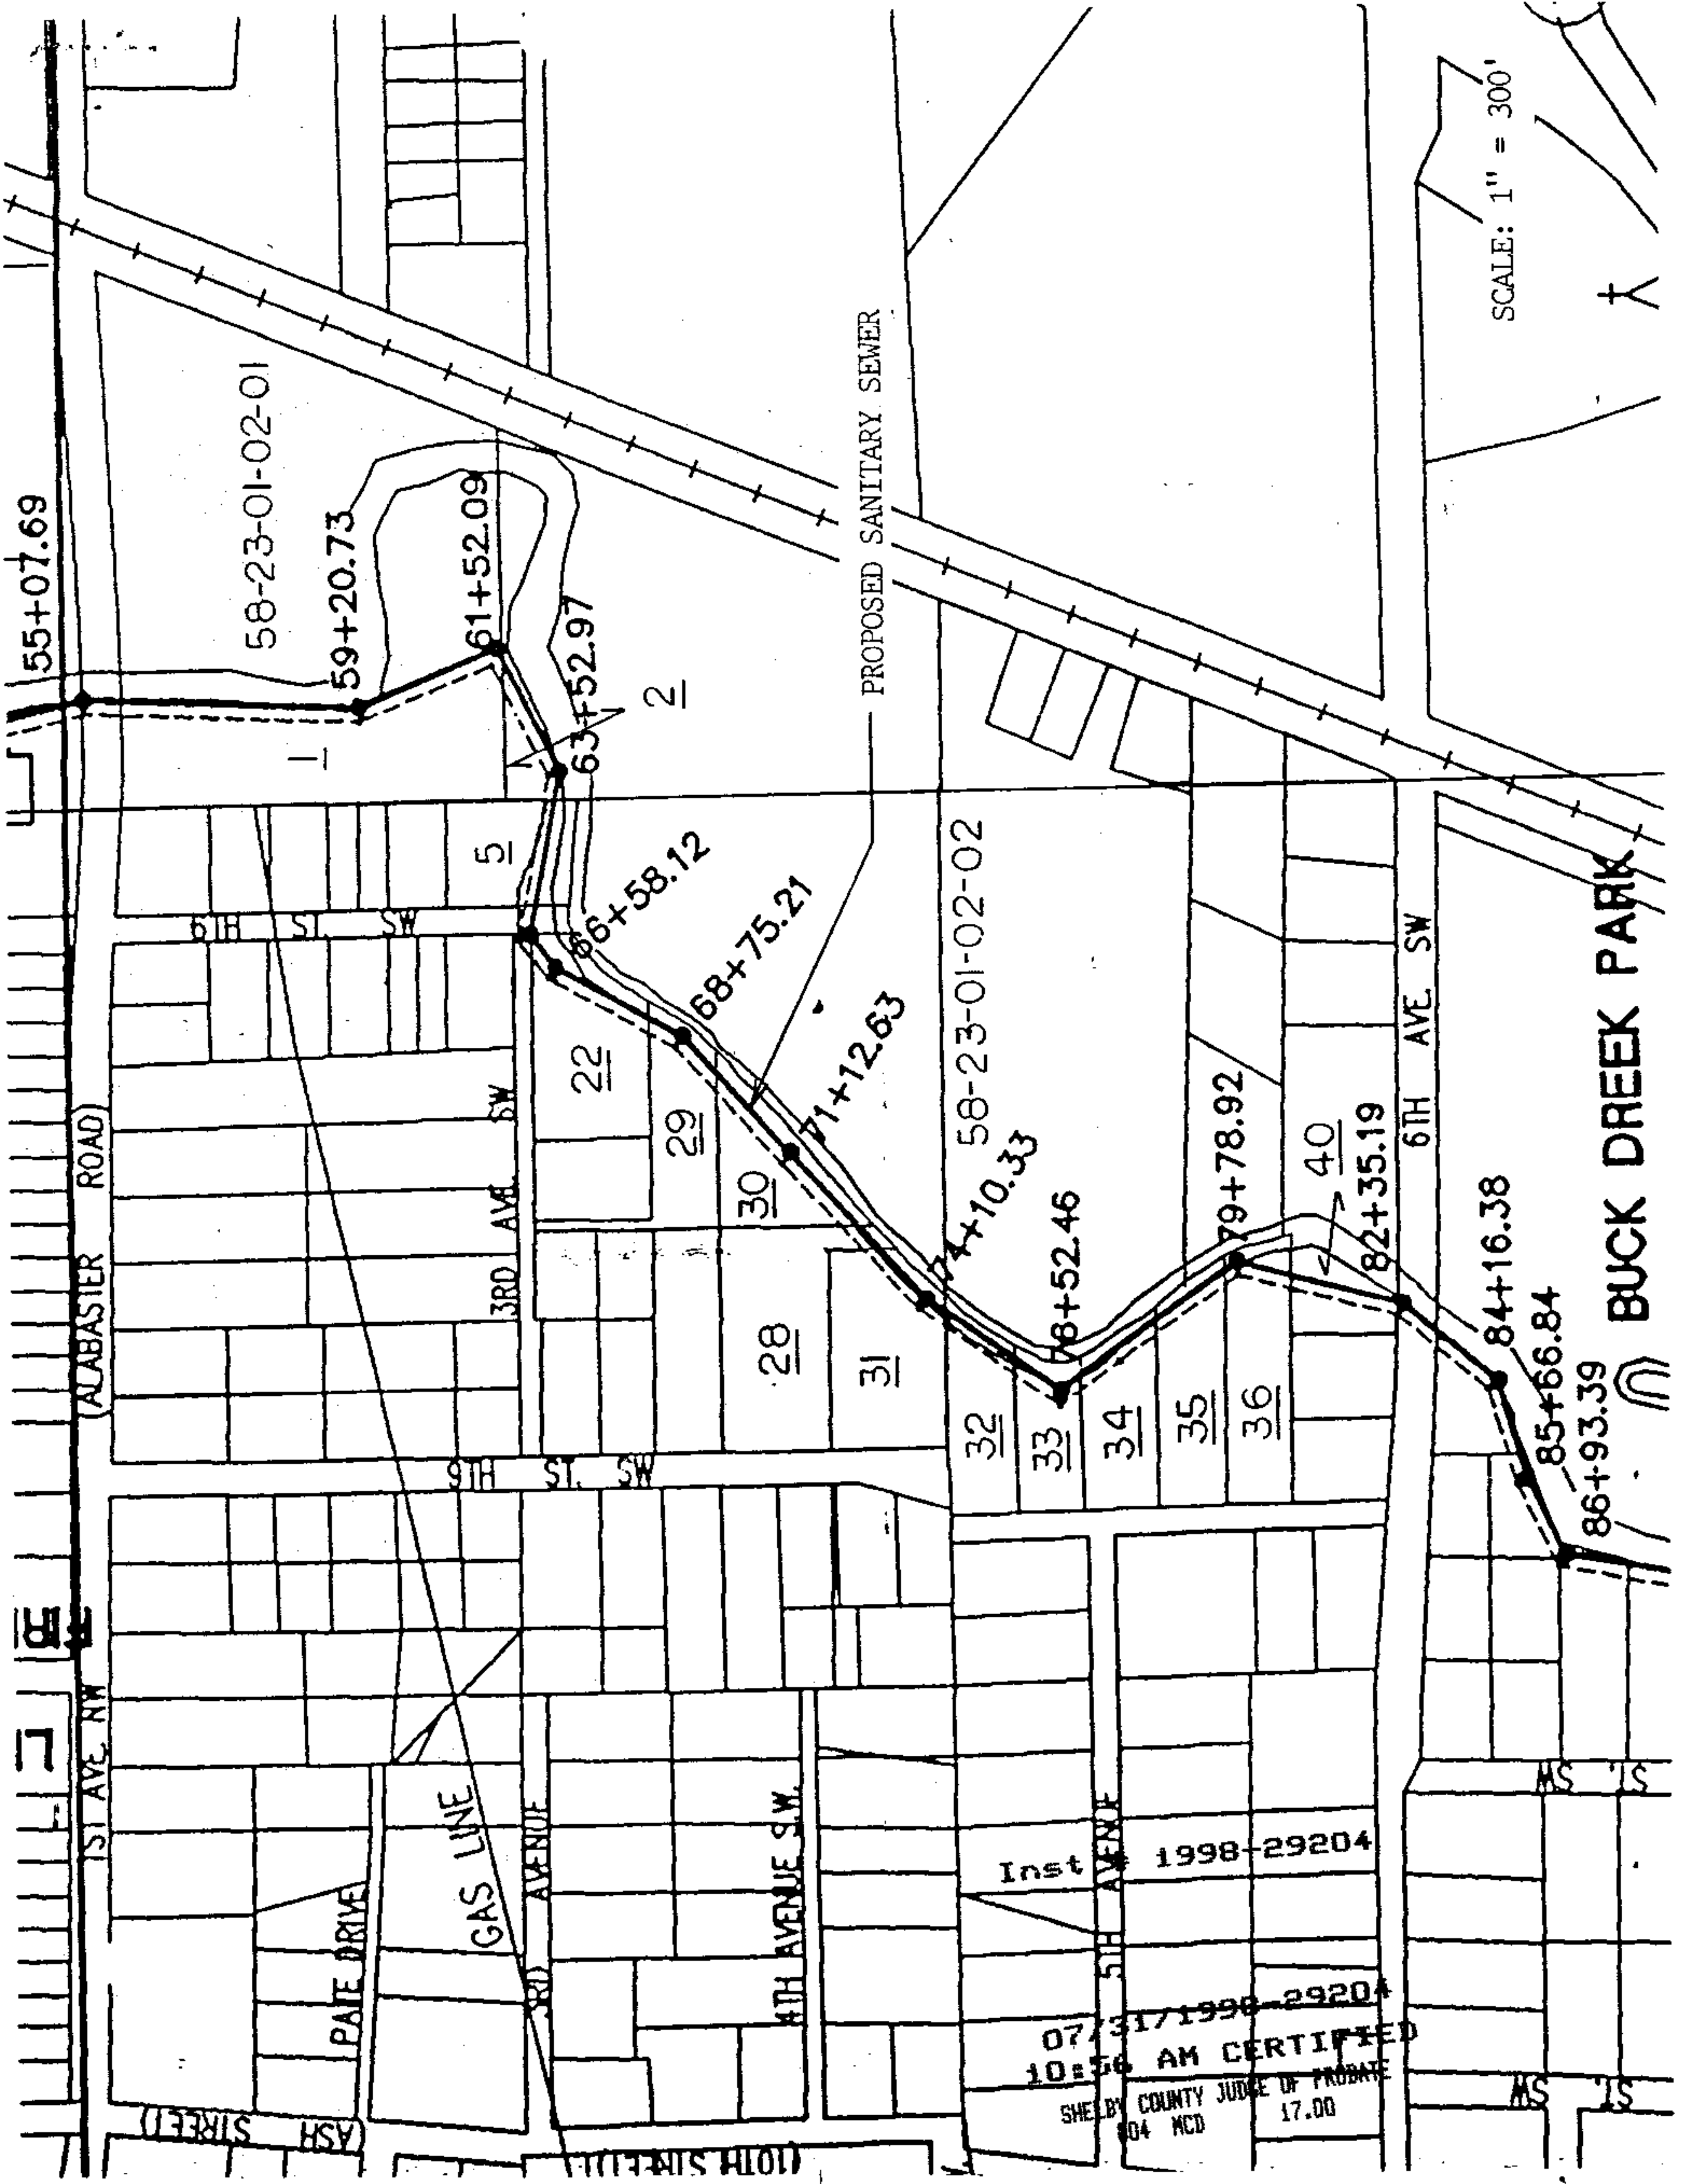 55+07.69
58-23-01-02-01
59+20.73
61+52.09
63+52.97
1
2
5
PROPOSED SANITARY SEWER
SCALE: 1" = 300'
6TH ST. SW
66+58.12
68+75.21
71+12.63
58-23-01-02-02
74+10.33
78+52.46
79+78.92
82+35.19
84+16.38
85+66.84
86+93.39
6TH AVE. SW
BUCK DREEK PARK
(ALABASTER ROAD)
3RD AVE. SW
22
29
30
28
31
32
33
34
35
36
40
6TH ST. SW
1ST AVE NW
GAS LINE
PATE DRIVE
3RD AVENUE
4TH AVENUE S.W.
5TH AVENUE
ST. SW
ST. SW
(ASH STREET)
(10TH STREET)
Inst # 1998-29204
07/31/1998-29204
10:56 AM CERTIFIED
SHELBY COUNTY JUDGE OF PROBATE
004 MCD 17.00